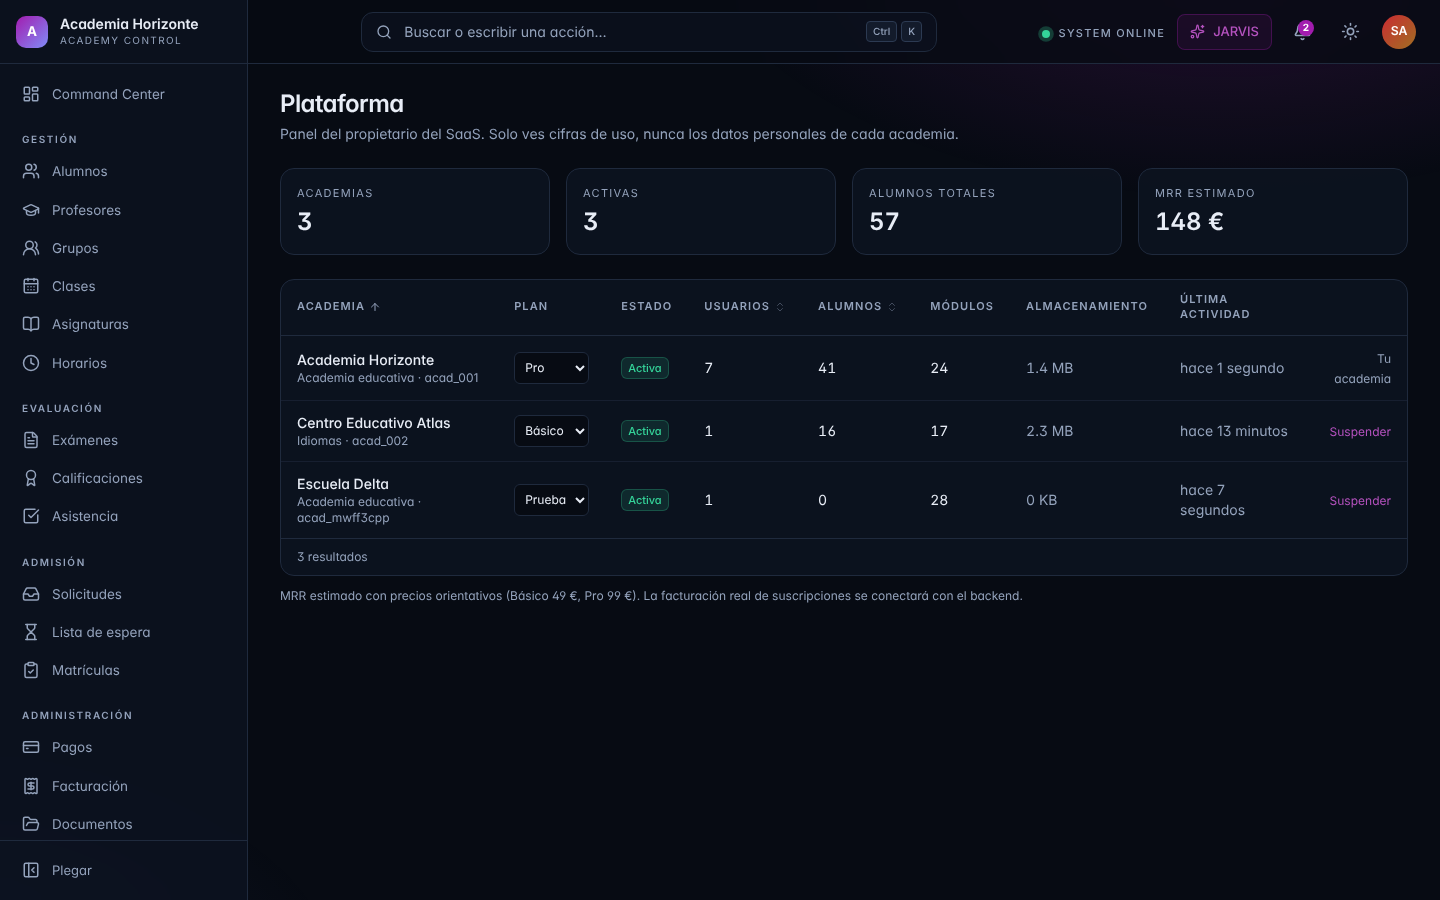 A
Academia Horizonte
ACADEMY CONTROL
Buscar o escribir una acción...
Ctrl K
SYSTEM ONLINE
JARVIS
2
SA
Command Center
GESTIÓN
Alumnos
Profesores
Grupos
Clases
Asignaturas
Horarios
EVALUACIÓN
Exámenes
Calificaciones
Asistencia
ADMISIÓN
Solicitudes
Lista de espera
Matrículas
ADMINISTRACIÓN
Pagos
Facturación
Documentos
Plegar
Plataforma
Panel del propietario del SaaS. Solo ves cifras de uso, nunca los datos personales de cada academia.
ACADEMIAS
3
ACTIVAS
3
ALUMNOS TOTALES
57
MRR ESTIMADO
148 €
ACADEMIA PLAN ESTADO USUARIOS ALUMNOS MÓDULOS ALMACENAMIENTO ÚLTIMA
ACTIVIDAD
Academia Horizonte
Academia educativa · acad_001
Pro Activa 7 41 24 1.4 MB hace 1 segundo Tu
academia
Centro Educativo Atlas
Idiomas · acad_002
Básico Activa 1 16 17 2.3 MB hace 13 minutos Suspender
Escuela Delta
Academia educativa ·
acad_mwff3cpp
Prueba Activa 1 0 28 0 KB hace 7
segundos
Suspender
3 resultados
MRR estimado con precios orientativos (Básico 49 €, Pro 99 €). La facturación real de suscripciones se conectará con el backend.